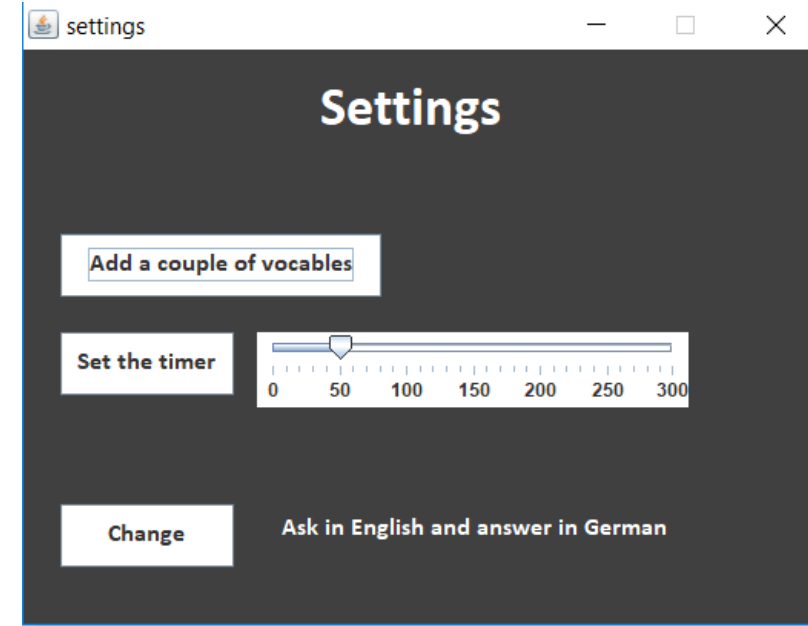 settings
Settings
Add a couple of vocables
Set the timer
0 50 100 150 200 250 300
Change
Ask in English and answer in German